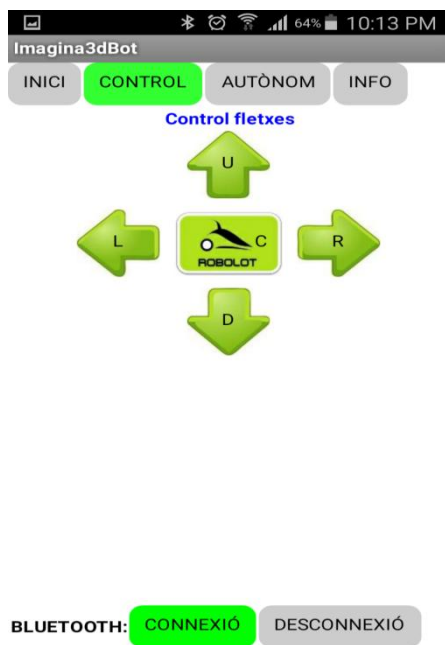 64% 10:13 PM
Imagina3dBot
INICI CONTROL AUTÒNOM INFO
Control fletxes
U
L C R
ROBOLOT
D
BLUETOOTH: CONNEXIÓ DESCONNEXIÓ